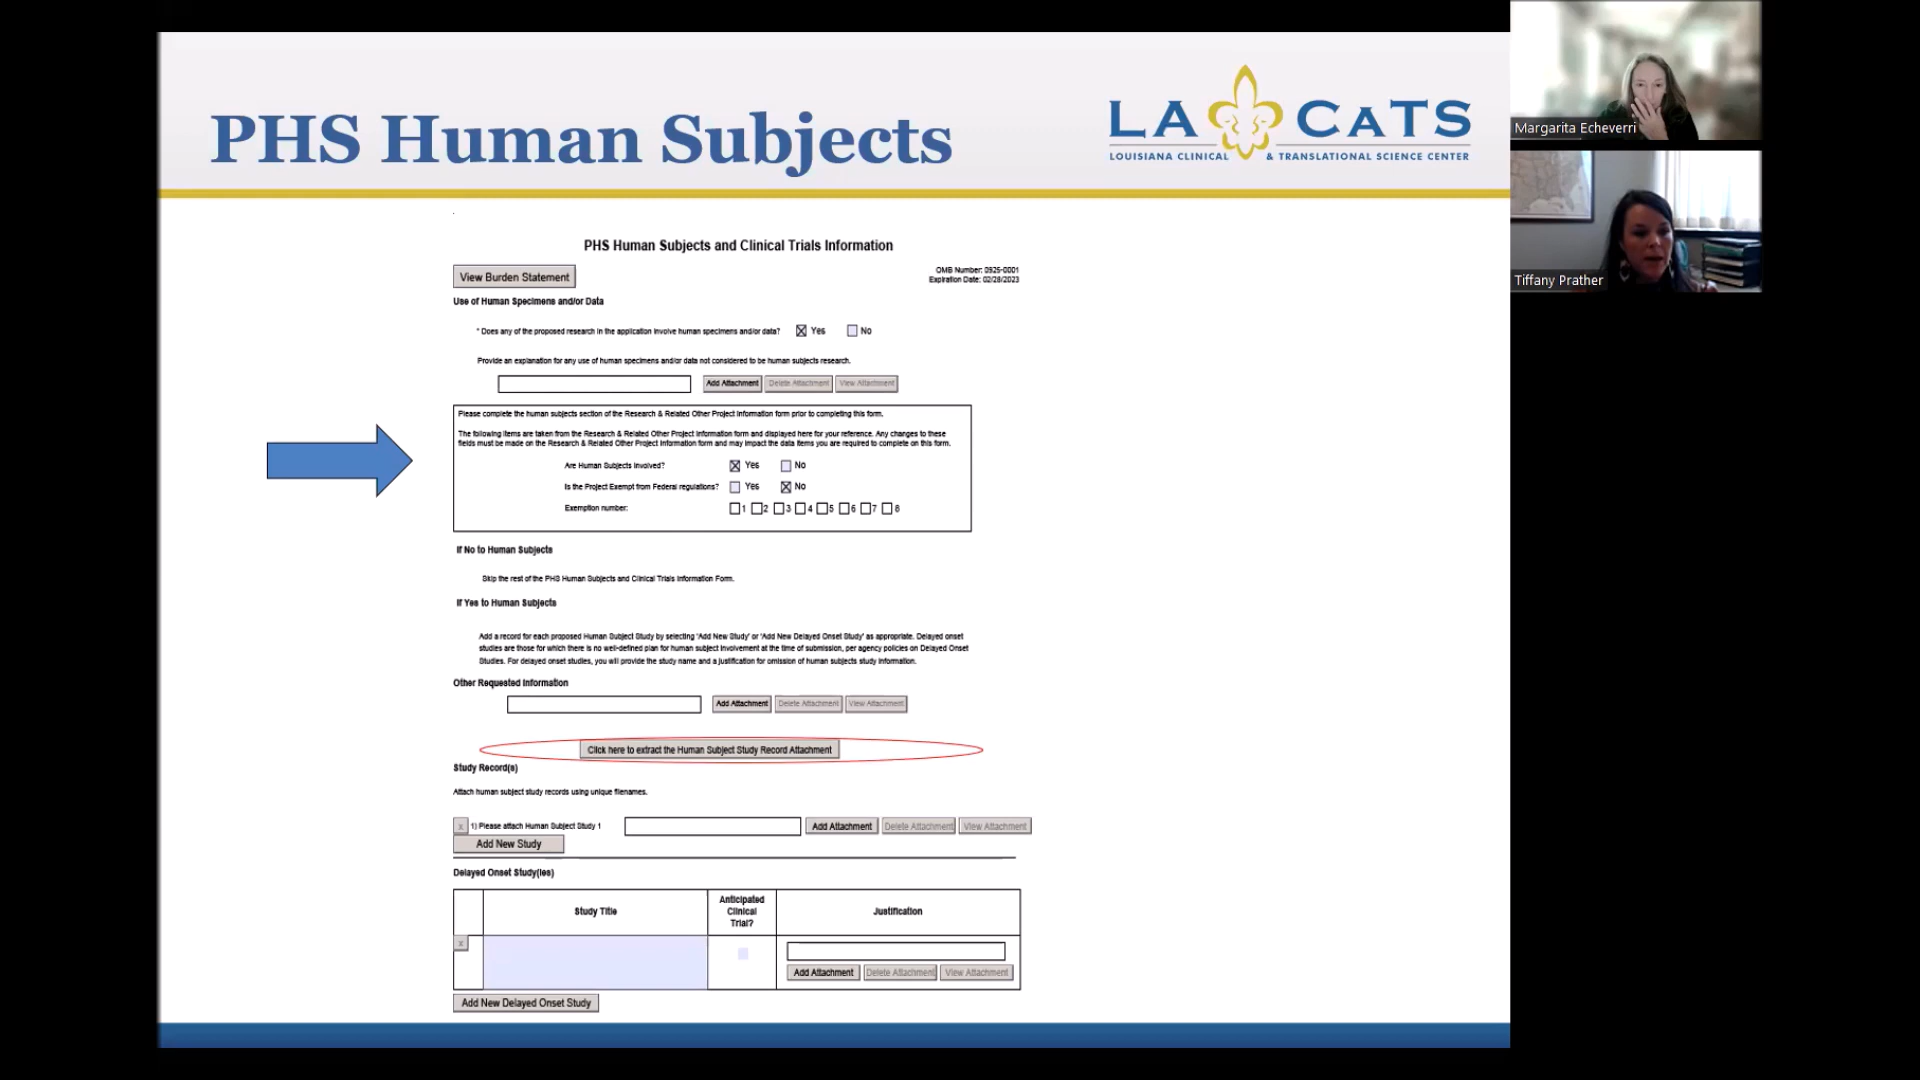 PHS Human Subjects
LA CATS
LOUISIANA CLINICAL & TRANSLATIONAL SCIENCE CENTER
Margarita Echeverri
Tiffany Prather
PHS Human Subjects and Clinical Trials Information
View Burden Statement
OMB Number: 0925-0001
Expiration Date: 02/28/2023
Use of Human Specimens and/or Data
* Does any of the proposed research in the application involve human specimens and/or data? Yes No
Provide an explanation for any use of human specimens and/or data not considered to be human subjects research.
Add Attachment Delete Attachment View Attachment
Please complete the human subjects section of the Research & Related Other Project Information form prior to completing this form.
The following items are taken from the Research & Related Other Project Information form and displayed here for your reference. Any changes to these
fields must be made on the Research & Related Other Project Information form and may impact the data items you are required to complete on this form.
Are Human Subjects Involved? Yes No
Is the Project Exempt from Federal regulations? Yes No
Exemption number: 1 2 3 4 5 6 7 8
If No to Human Subjects
Skip the rest of the PHS Human Subjects and Clinical Trials Information Form.
If Yes to Human Subjects
Add a record for each proposed Human Subject Study by selecting 'Add New Study' or 'Add New Delayed Onset Study' as appropriate. Delayed onset
studies are those for which there is no well-defined plan for human subject involvement at the time of submission, per agency policies on Delayed Onset
Studies. For delayed onset studies, you will provide the study name and a justification for omission of human subjects study information.
Other Requested Information
Add Attachment Delete Attachment View Attachment
Click here to extract the Human Subject Study Record Attachment
Study Record(s)
Attach human subject study records using unique filenames.
x 1) Please attach Human Subject Study 1 Add Attachment Delete Attachment View Attachment
Add New Study
Delayed Onset Study(ies)
Study Title
Anticipated
Clinical
Trial?
Justification
x
Add Attachment Delete Attachment View Attachment
Add New Delayed Onset Study